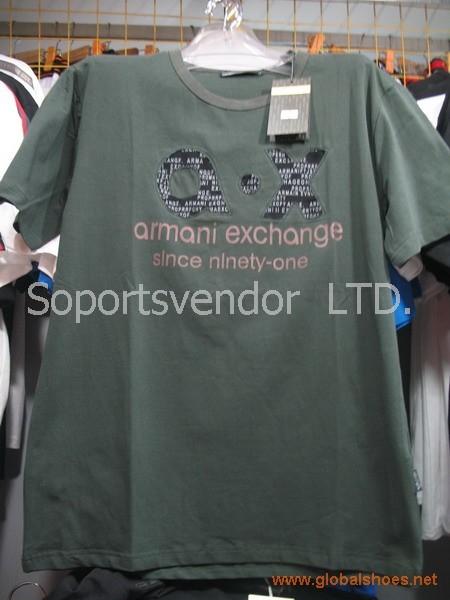 a·x
armani exchange
since ninety-one
Soportsvendor LTD.
www.globalshoes.net